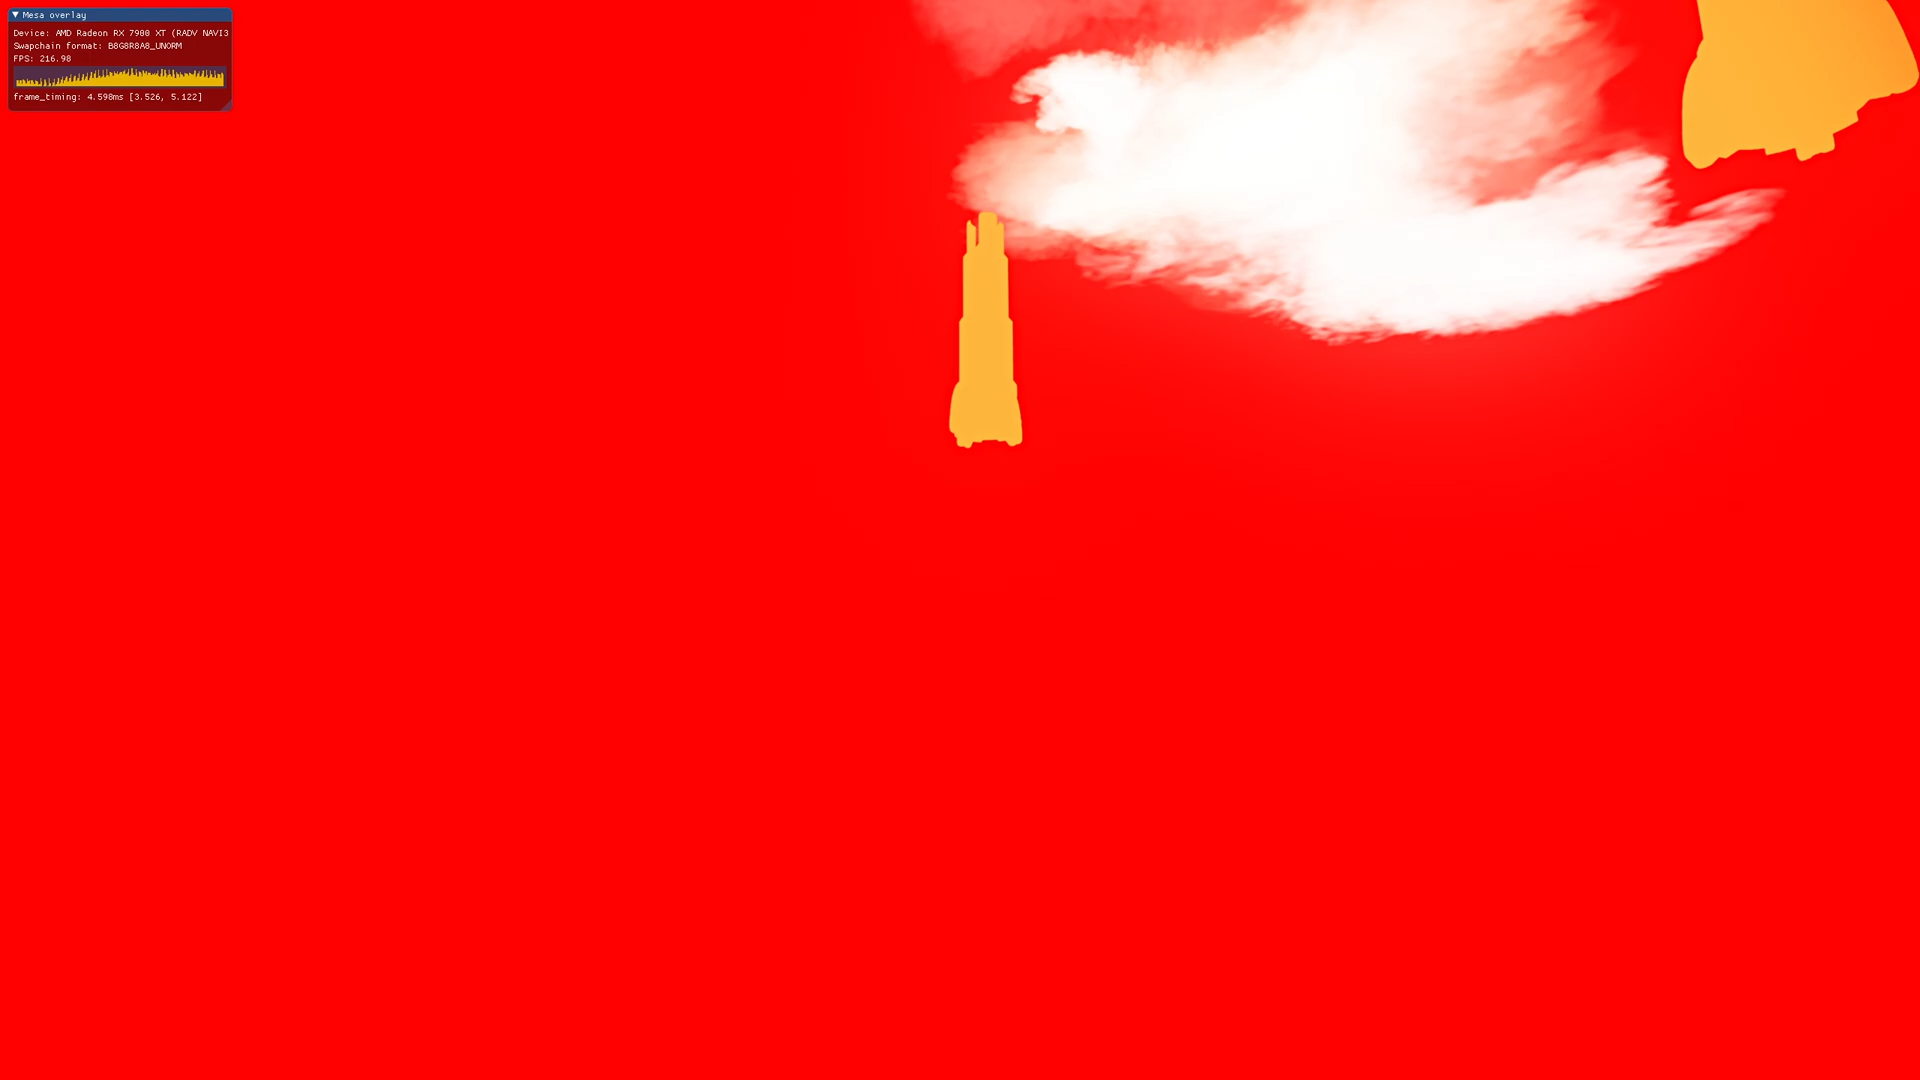 Mesa overlay
Device: AMD Radeon RX 7900 XT (RADV NAVI3
Swapchain format: B8G8R8A8_UNORM
FPS: 216.98
frame_timing: 4.598ms [3.526, 5.122]